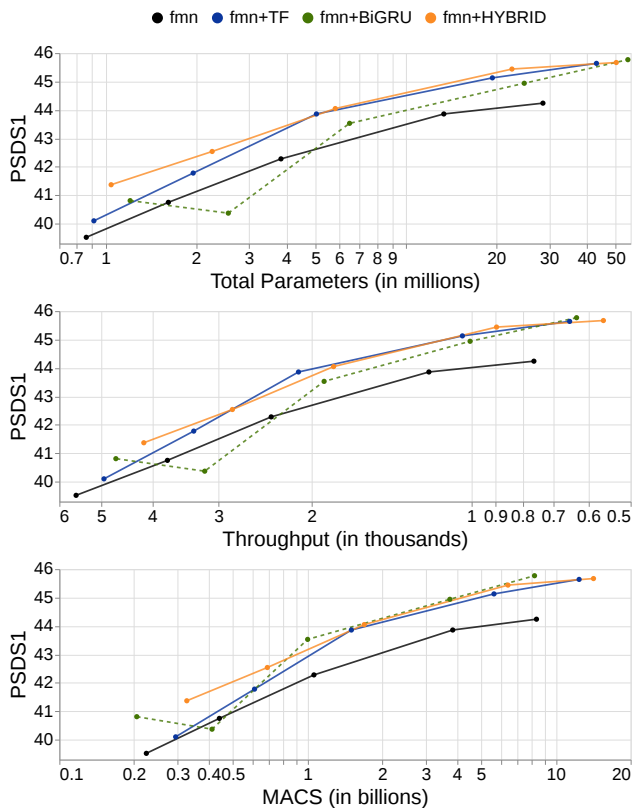 fmn fmn+TF fmn+BiGRU fmn+HYBRID
46
45
44
43
42
41
40
PSDS1
0.7 1 2 3 4 5 6 7 8 9 20 30 40 50
Total Parameters (in millions)
46
45
44
43
42
41
40
PSDS1
6 5 4 3 2 1 0.9 0.8 0.7 0.6 0.5
Throughput (in thousands)
46
45
44
43
42
41
40
PSDS1
0.1 0.2 0.3 0.4 0.5 1 2 3 4 5 10 20
MACS (in billions)